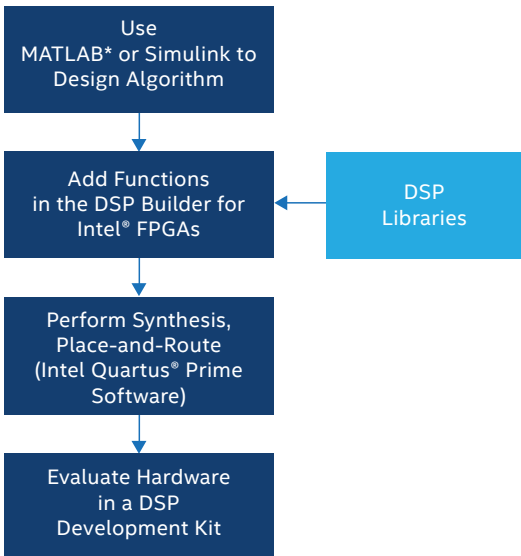 Use
MATLAB* or Simulink to
Design Algorithm
Add Functions
in the DSP Builder for
Intel® FPGAs
DSP
Libraries
Perform Synthesis,
Place-and-Route
(Intel Quartus® Prime
Software)
Evaluate Hardware
in a DSP
Development Kit